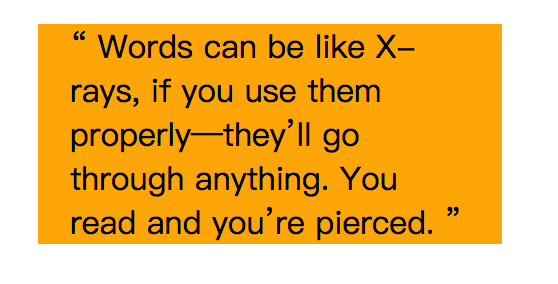 “ Words can be like X-
rays, if you use them
properly—they’ll go
through anything. You
read and you’re pierced. ”